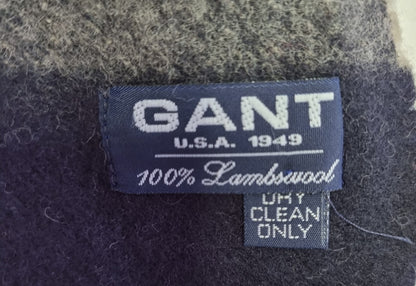 GANT
U.S.A. 1949
100% Lambswool
DRY
CLEAN
ONLY